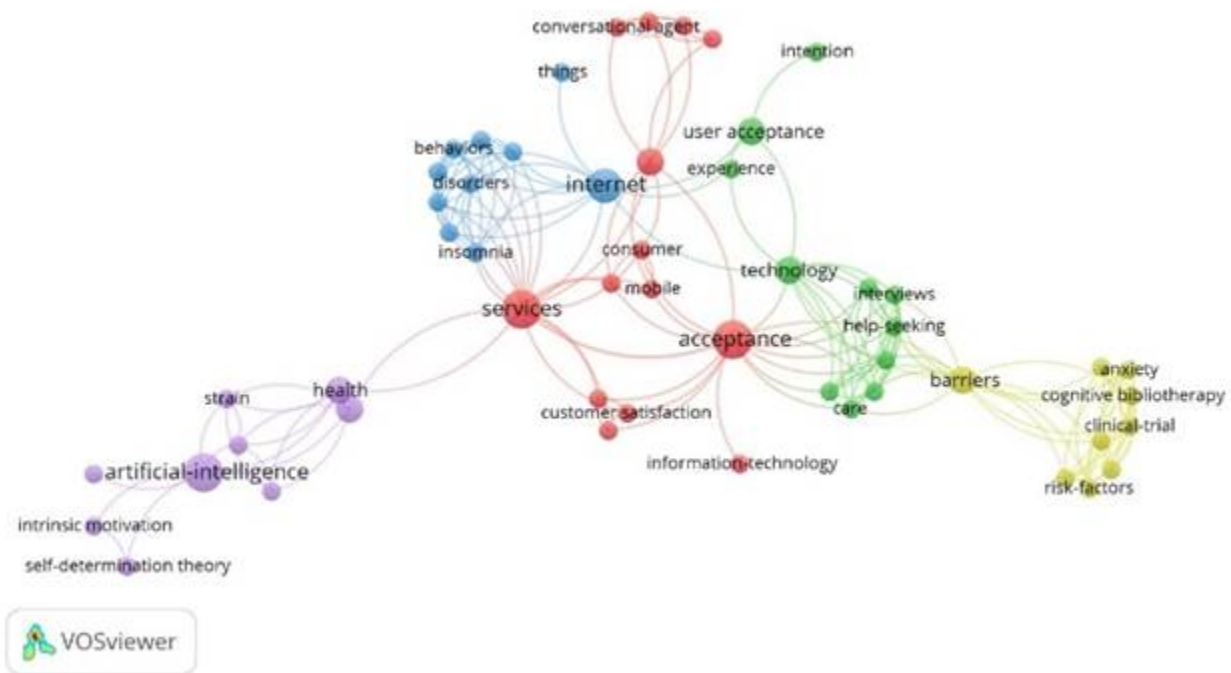 conversational agent
intention
things
user acceptance
behaviors
experience
disorders
internet
insomnia
consumer
technology
mobile
interviews
services
help-seeking
acceptance
anxiety
barriers
strain
health
cognitive bibliotherapy
care
customer satisfaction
clinical-trial
information-technology
artificial-intelligence
risk-factors
intrinsic motivation
self-determination theory
VOSviewer